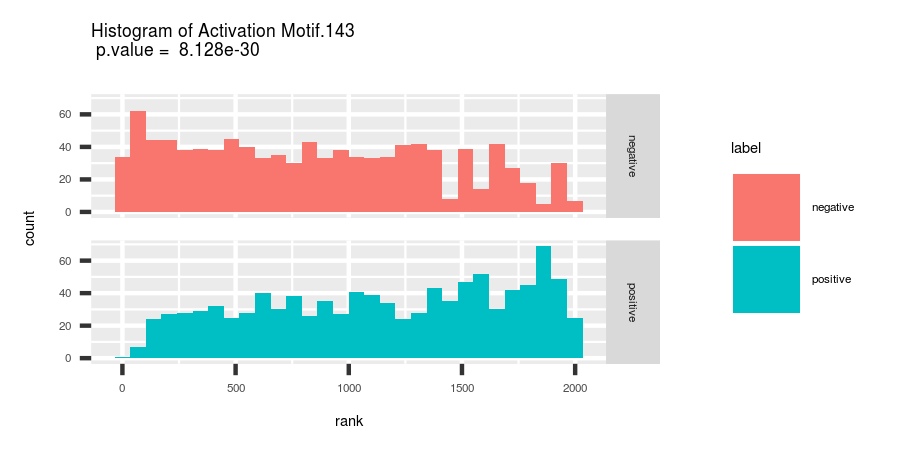 Histogram of Activation Motif.143
p.value = 8.128e-30
60
40
20
0
negative
60
40
20
0
positive
0 500 1000 1500 2000
rank
count
label
negative
positive